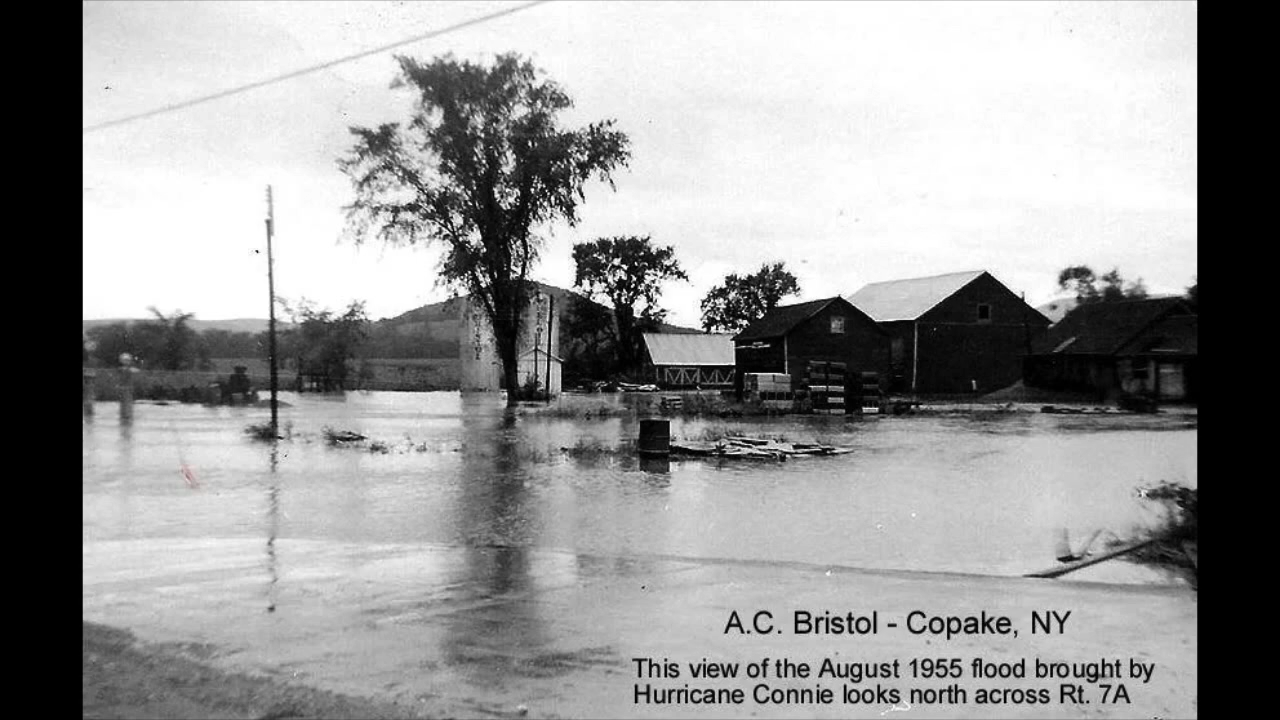 A.C. Bristol - Copake, NY
This view of the August 1955 flood brought by
Hurricane Connie looks north across Rt. 7A